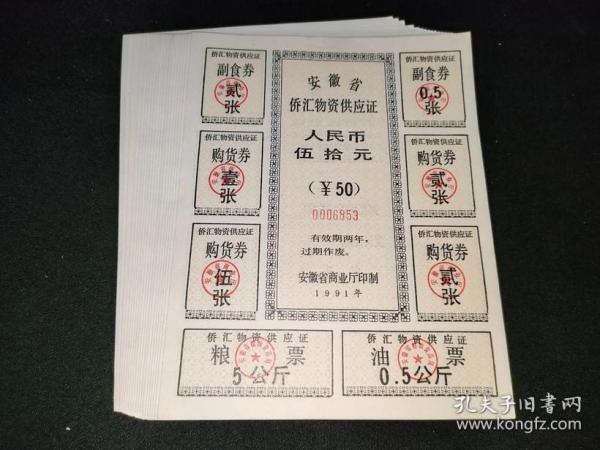 侨汇物资供应证
副食券
贰
张
侨汇物资供应证
购货券
壹
张
侨汇物资供应证
购货券
伍
张
安徽省
侨汇物资供应证
人民币
伍拾元
(￥50)
0006853
有效期两年,
过期作废。
安徽省商业厅印制
1991年
侨汇物资供应证
副食券
0.5
张
侨汇物资供应证
购货券
贰
张
侨汇物资供应证
购货券
贰
张
侨汇物资供应证
粮 票
5公斤
侨汇物资供应证
油 票
0.5公斤
孔夫子旧书网
www.kongfz.com